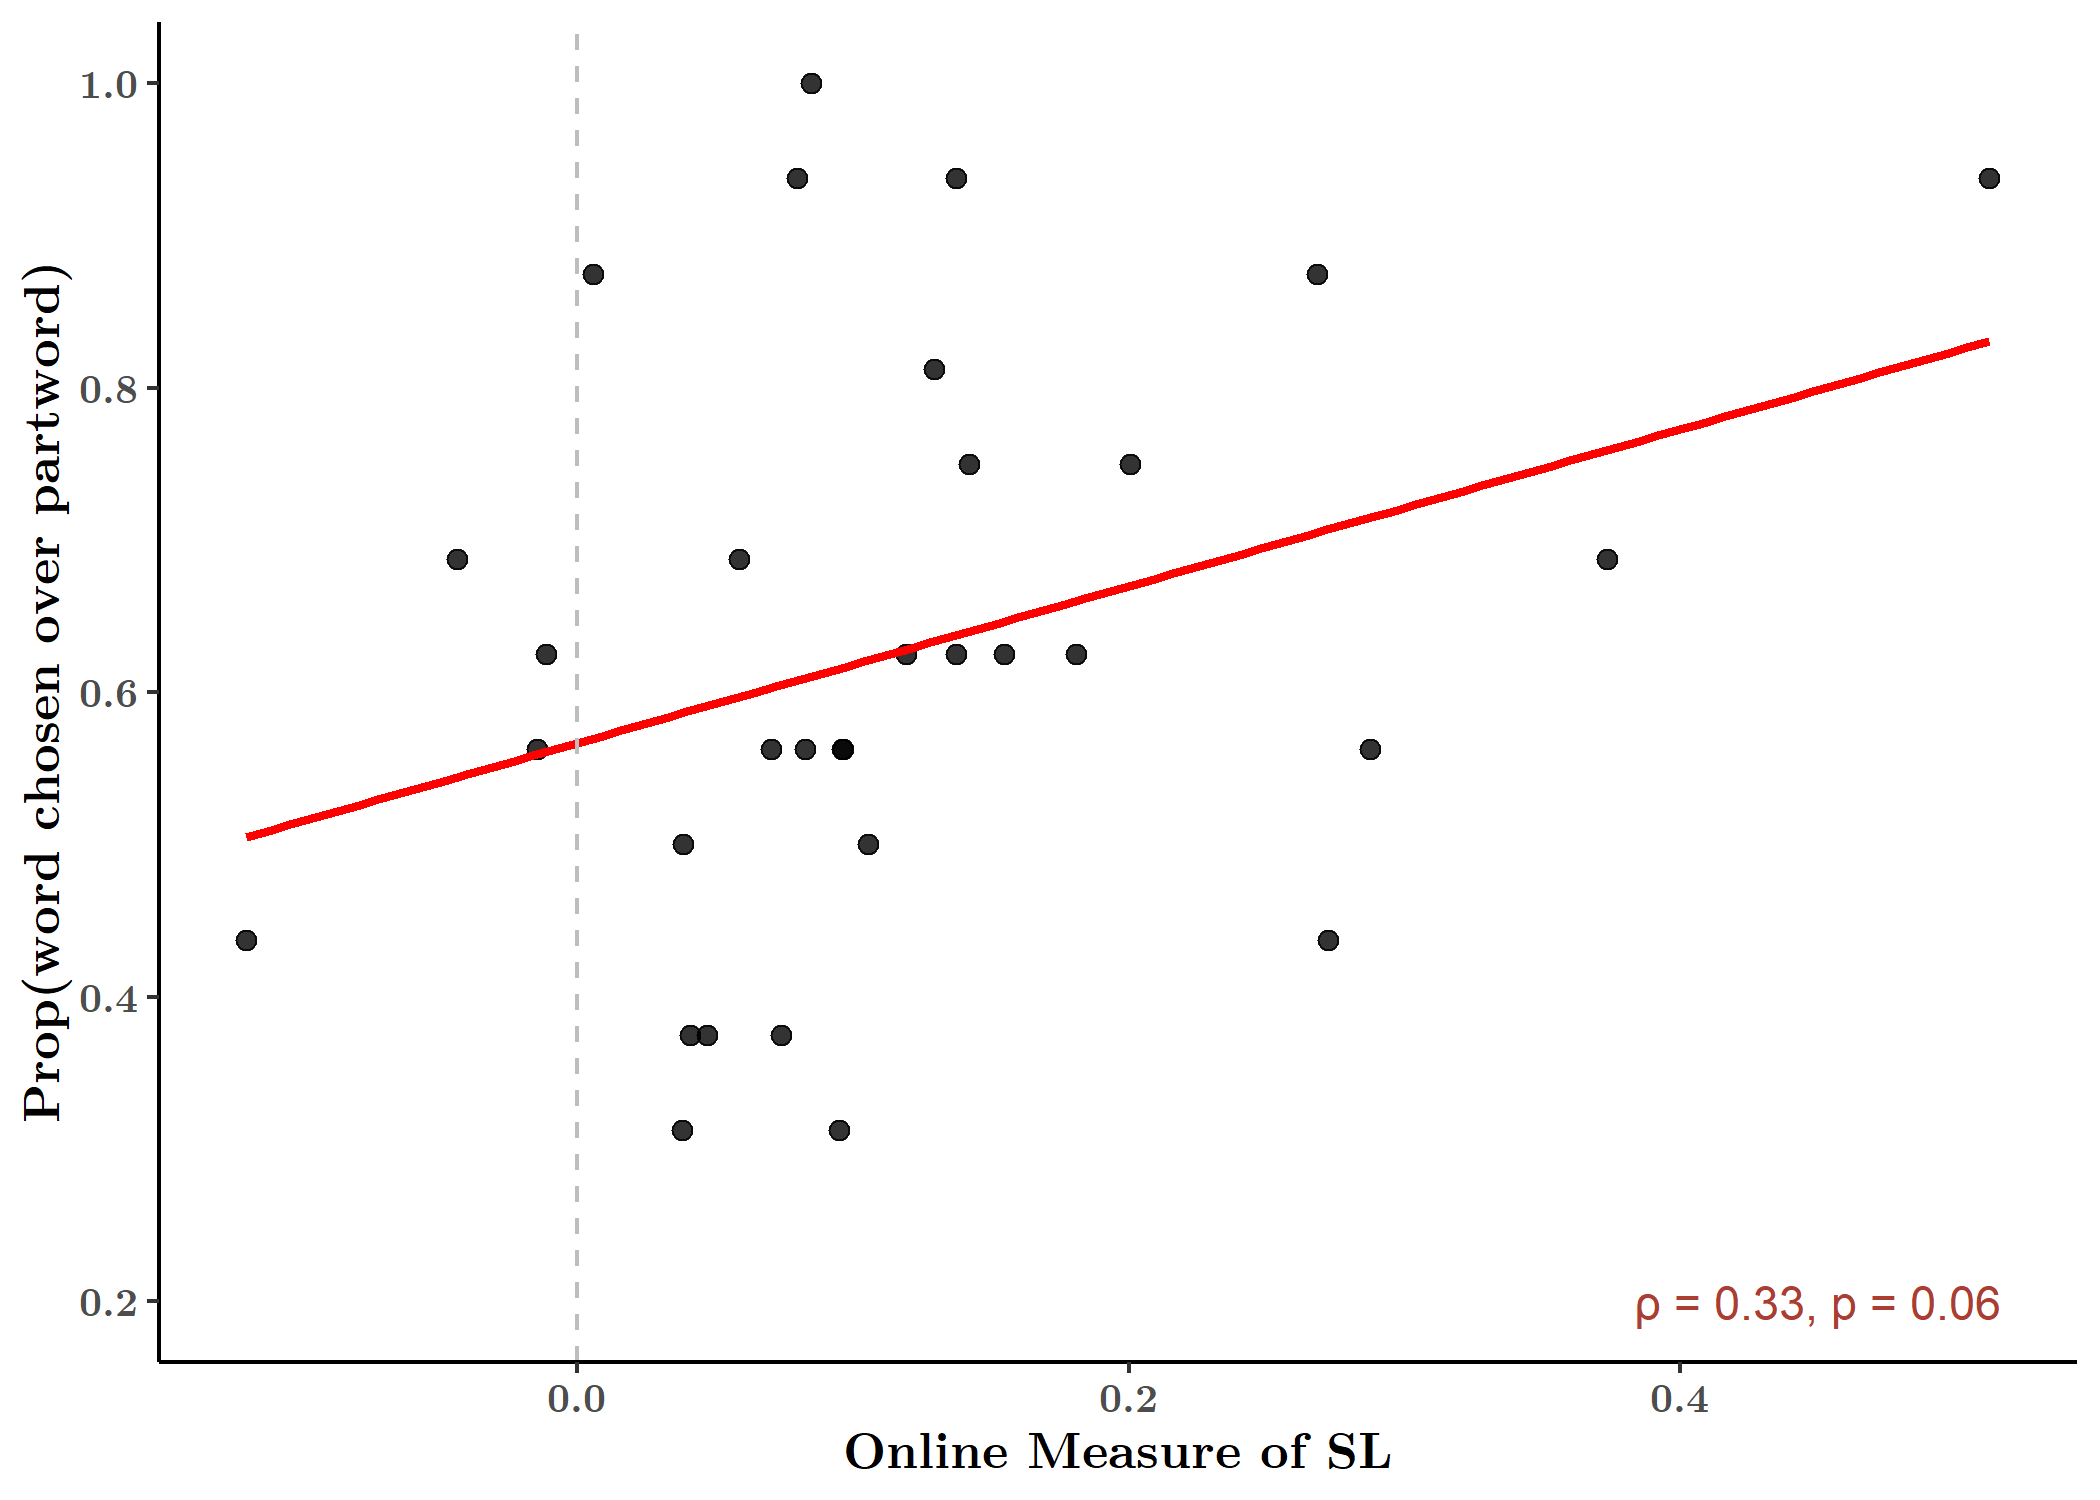 Prop(word chosen over partword)
1.0
0.8
0.6
0.4
0.2
ρ = 0.33, p = 0.06
0.0 0.2 0.4
Online Measure of SL